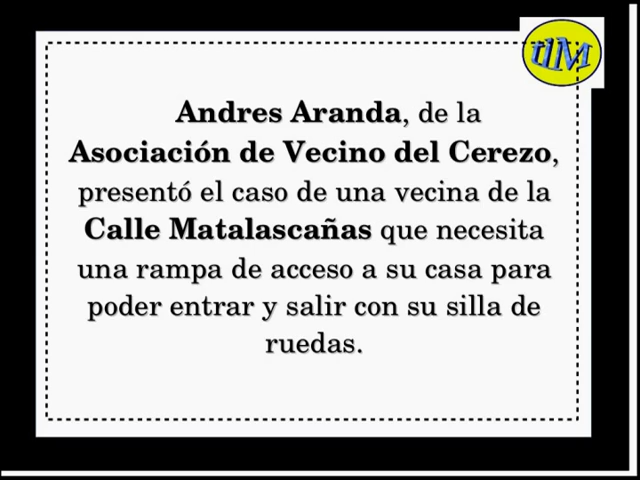 tlM
Andres Aranda, de la
Asociación de Vecino del Cerezo,
presentó el caso de una vecina de la
Calle Matalascañas que necesita
una rampa de acceso a su casa para
poder entrar y salir con su silla de
ruedas.